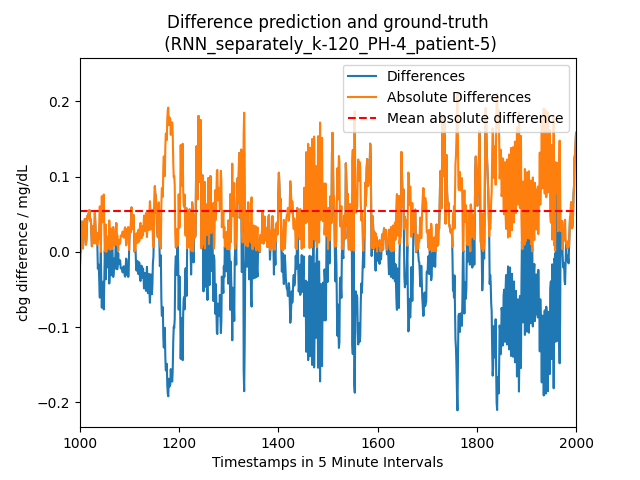 Difference prediction and ground-truth
(RNN_separately_k-120_PH-4_patient-5)
Differences
Absolute Differences
Mean absolute difference
cbg difference / mg/dL
0.2
0.1
0.0
−0.1
−0.2
1000 1200 1400 1600 1800 2000
Timestamps in 5 Minute Intervals